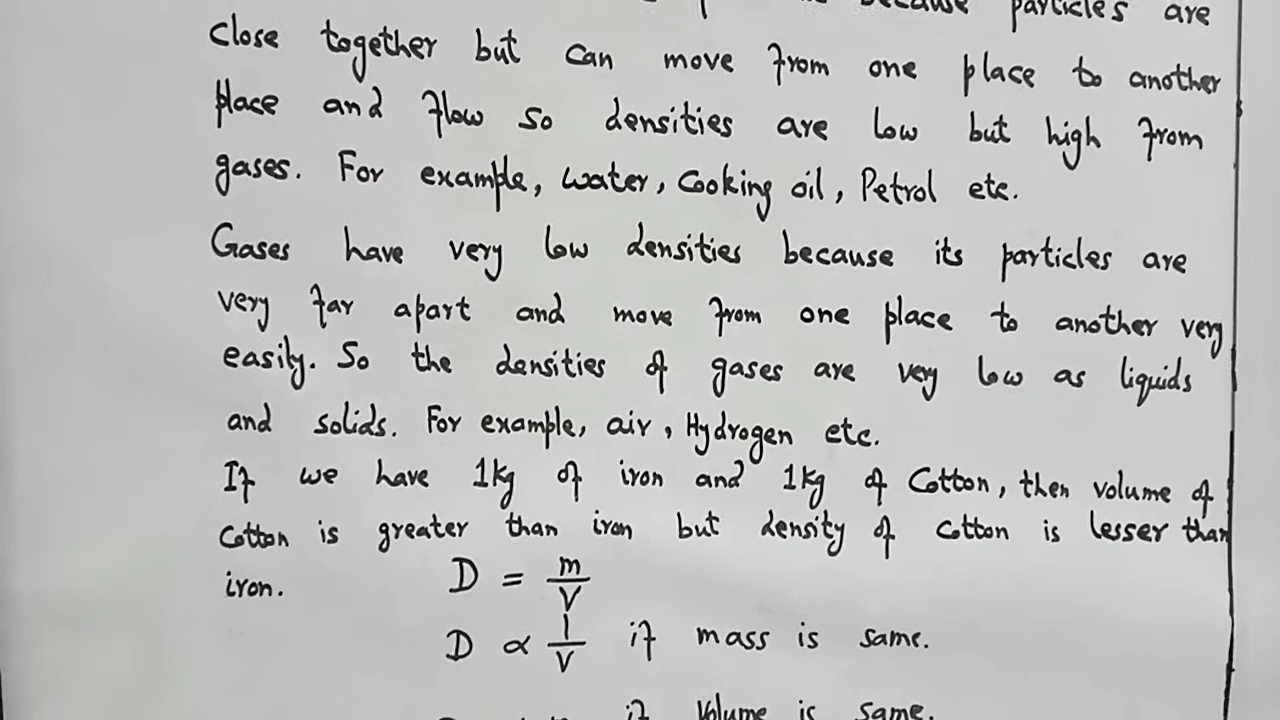 because particles are
close together but can move from one place to another
place and flow so densities are low but high from
gases. For example, water, Cooking oil, Petrol etc.
Gases have very low densities because its particles are
very far apart and move from one place to another very
easily. So the densities of gases are very low as liquids
and solids. For example, air, Hydrogen etc.
If we have 1kg of iron and 1kg of Cotton, then volume of
Cotton is greater than iron but density of cotton is lesser than
iron.
D = m/V
D ∝ 1/V if mass is same.
if volume is same.